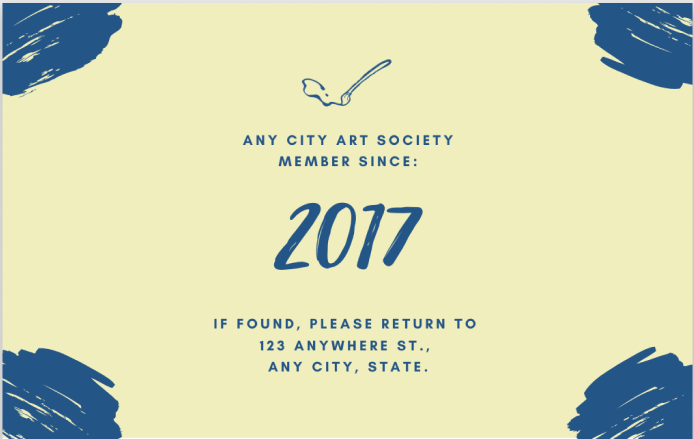 ANY CITY ART SOCIETY
MEMBER SINCE:
2017
IF FOUND, PLEASE RETURN TO
123 ANYWHERE ST.,
ANY CITY, STATE.